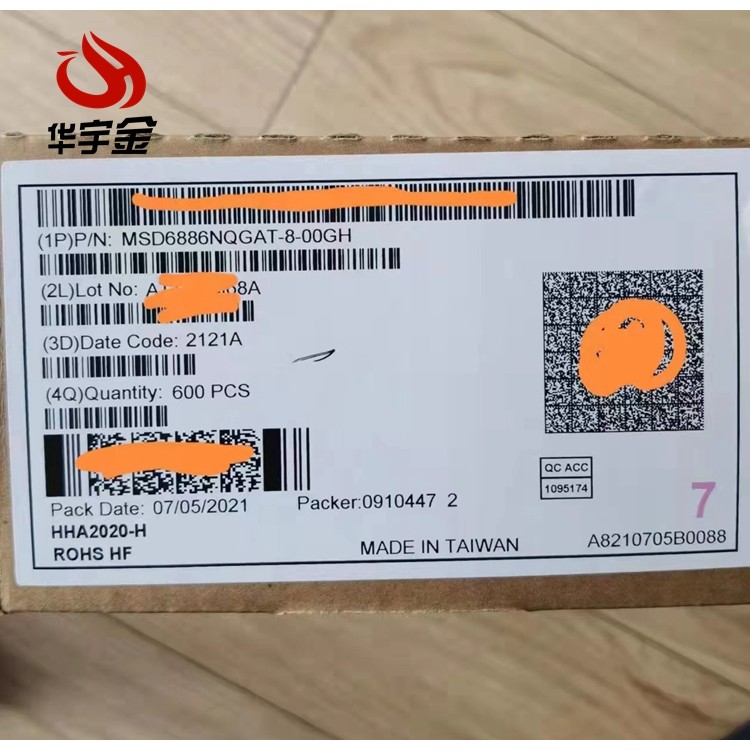 华宇金
(1P)P/N: MSD6886NQGAT-8-00GH
(2L)Lot No: A 68A
(3D)Date Code: 2121A
(4Q)Quantity: 600 PCS
QC ACC
1095174
Pack Date: 07/05/2021 Packer:0910447 2
7
HHA2020-H
ROHS HF
MADE IN TAIWAN
A8210705B0088